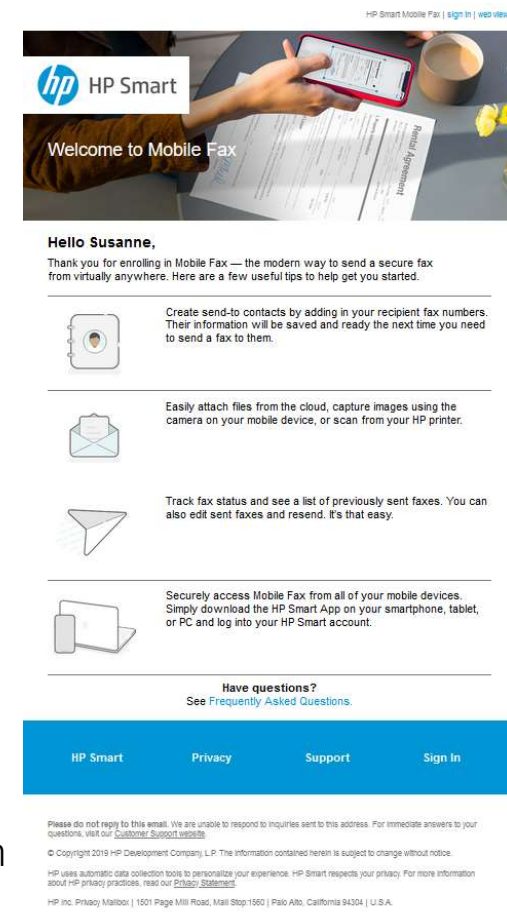 HP Smart Mobile Fax | sign in | web view
hp HP Smart
Rental Agreement
Welcome to Mobile Fax
Hello Susanne,
Thank you for enrolling in Mobile Fax — the modern way to send a secure fax
from virtually anywhere. Here are a few useful tips to help get you started.
Create send-to contacts by adding in your recipient fax numbers.
Their information will be saved and ready the next time you need
to send a fax to them.
Easily attach files from the cloud, capture images using the
camera on your mobile device, or scan from your HP printer.
Track fax status and see a list of previously sent faxes. You can
also edit sent faxes and resend. It's that easy.
Securely access Mobile Fax from all of your mobile devices.
Simply download the HP Smart App on your smartphone, tablet,
or PC and log into your HP Smart account.
Have questions?
See Frequently Asked Questions.
HP Smart Privacy Support Sign In
Please do not reply to this email. We are unable to respond to inquiries sent to this address. For immediate answers to your
questions, visit our Customer Support website.
© Copyright 2019 HP Development Company, L.P. The information contained herein is subject to change without notice.
HP uses automatic data collection tools to personalize your experience. HP Smart respects your privacy. For more information
about HP privacy practices, read our Privacy Statement.
HP Inc. Privacy Mailbox | 1501 Page Mill Road, Mail Stop:1560 | Palo Alto, California 94304 | U.S.A.